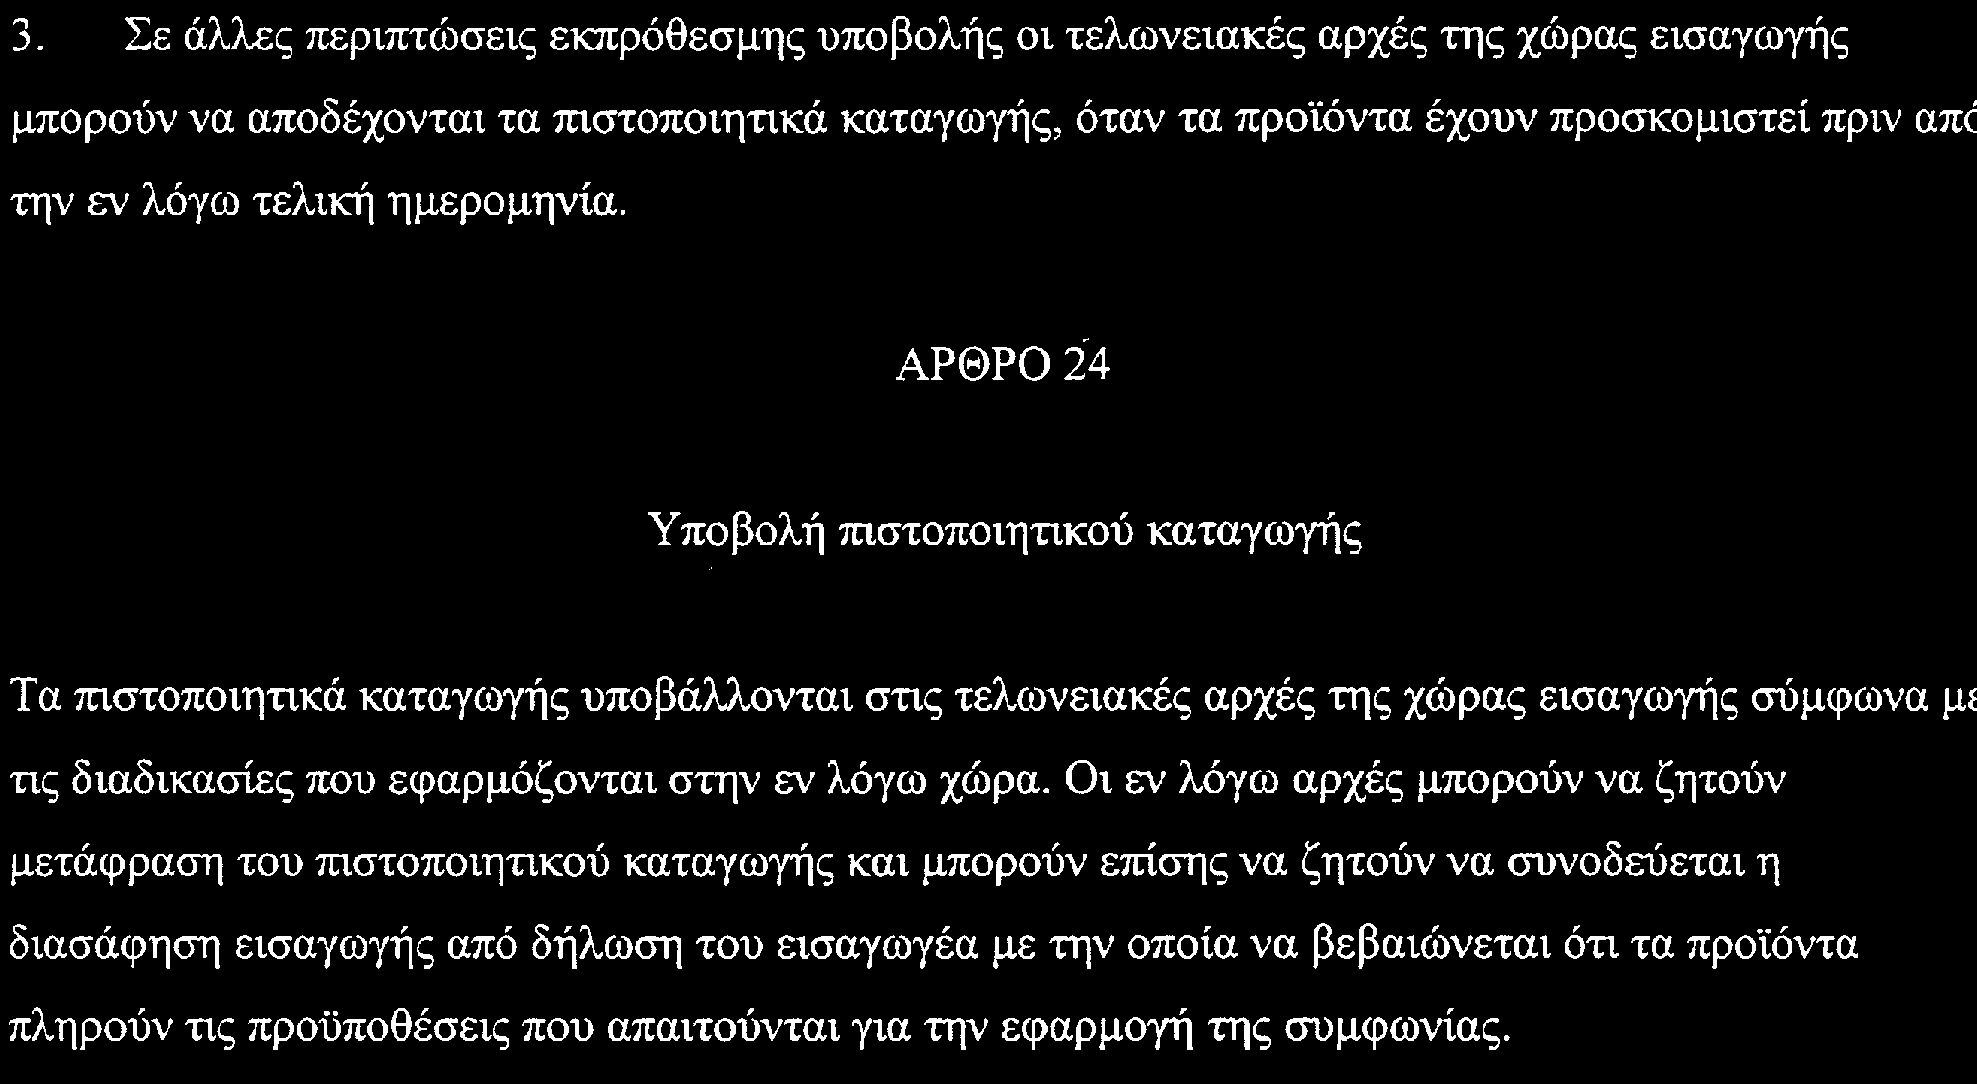 3. Σε άλλες περιπτώσεις εκπρόθεσμης υποβολής οι τελωνειακές αρχές της χώρας εισαγωγής
μπορούν να αποδέχονται τα πιστοποιητικά καταγωγής, όταν τα προϊόντα έχουν προσκομιστεί πριν από
την εν λόγω τελική ημερομηνία.
ΑΡΘΡΟ 24
Υποβολή πιστοποιητικού καταγωγής
Τα πιστοποιητικά καταγωγής υποβάλλονται στις τελωνειακές αρχές της χώρας εισαγωγής σύμφωνα με
τις διαδικασίες που εφαρμόζονται στην εν λόγω χώρα. Οι εν λόγω αρχές μπορούν να ζητούν
μετάφραση του πιστοποιητικού καταγωγής και μπορούν επίσης να ζητούν να συνοδεύεται η
διασάφηση εισαγωγής από δήλωση του εισαγωγέα με την οποία να βεβαιώνεται ότι τα προϊόντα
πληρούν τις προϋποθέσεις που απαιτούνται για την εφαρμογή της συμφωνίας.